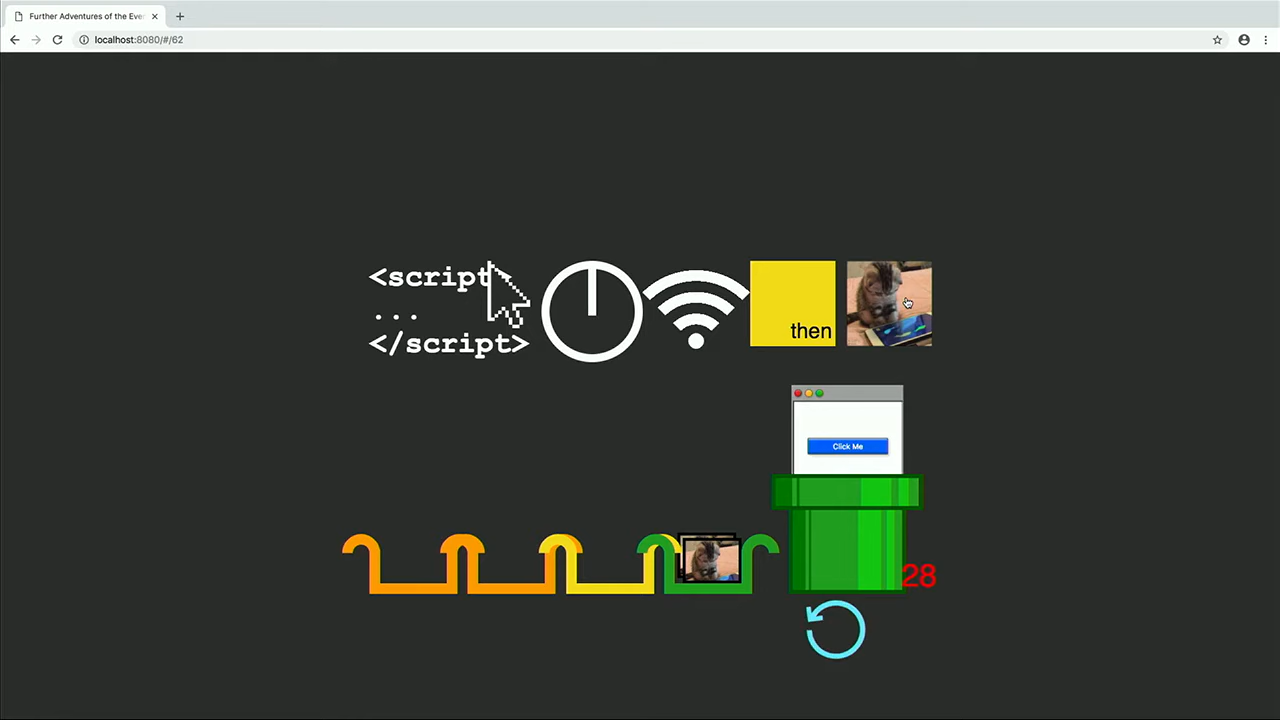 Further Adventures of the Eve
localhost:8080/#/62
<script>
...
</script>
then
Click Me
28